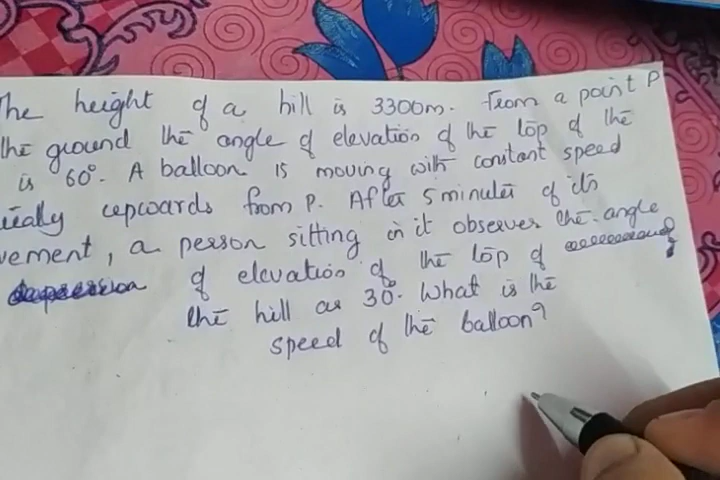 The height of a hill is 3300m. From a point P
the ground the angle of elevation of the top of the
is 60°. A balloon is moving with constant speed
ically upwards from P. After 5 minutes of its
vement, a person sitting in it observes the angle
of elevation of the top of
the hill as 30°. What is the
speed of the balloon?